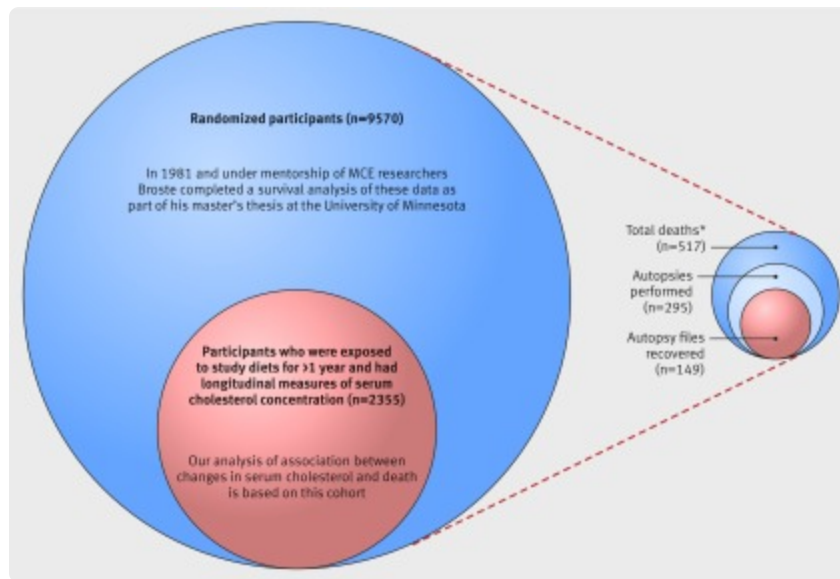 Randomized participants (n=9570)
In 1981 and under mentorship of MCE researchers
Broste completed a survival analysis of these data as
part of his master's thesis at the University of Minnesota
Participants who were exposed
to study diets for >1 year and had
longitudinal measures of serum
cholesterol concentration (n=2355)
Our analysis of association between
changes in serum cholesterol and death
is based on this cohort
Total deaths*
(n=517)
Autopsies
performed
(n=295)
Autopsy files
recovered
(n=149)